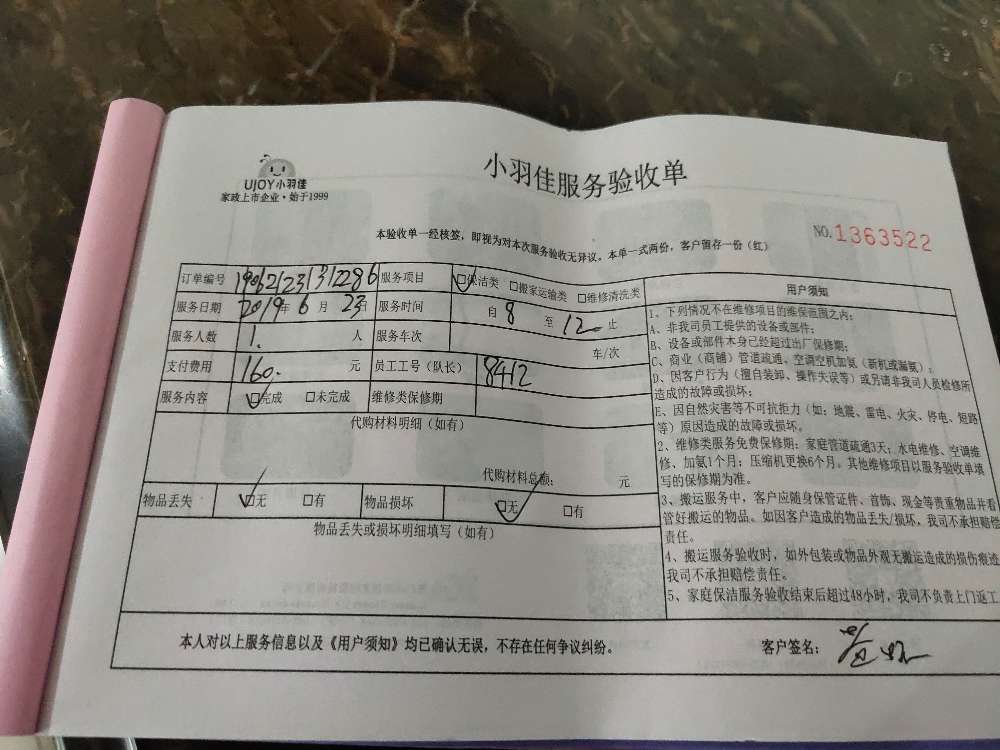 UJOY小羽佳
家政上市企业·始于1999
小羽佳服务验收单
本验收单一经核签，即视为对本次服务验收无异议。本单一式两份，客户留存一份（红）
NO.1363522
订单编号 服务项目 □保洁类 □搬家运输类 □维修清洗类
服务日期 2019年 6月 23日 服务时间 自 8 至 12 止
服务人数 1. 人 服务车次 车/次
支付费用 160. 元 员工工号（队长） 8412
服务内容 □完成 □未完成 维修类保修期
代购材料明细（如有）
代购材料总额： 元
物品丢失 □无 □有 物品损坏 □无 □有
物品丢失或损坏明细填写（如有）
用户须知
1、下列情况不在维修项目的维保范围之内：
A、非我司员工提供的设备或部件；
B、设备或部件本身已经超过出厂保修期；
C、商业（商铺）管道疏通、空调空机加氨（新机或漏氨）；
D、因客户行为（擅自装卸、操作失误等）或另请非我司人员检修所
造成的故障或损坏；
E、因自然灾害等不可抗拒力（如：地震、雷电、火灾、停电、短路
等）原因造成的故障或损坏。
2、维修类服务免费保修期：家庭管道疏通3天；水电维修、空调维
修、加氨1个月；压缩机更换6个月。其他维修项目以服务验收单填
写的保修期为准。
3、搬运服务中，客户应随身保管证件、首饰、现金等贵重物品并看
管好搬运的物品。如因客户造成的物品丢失/损坏，我司不承担赔偿
责任。
4、搬运服务验收时，如外包装或物品外观无搬运造成的损伤痕迹
我司不承担赔偿责任。
5、家庭保洁服务验收结束后超过48小时，我司不负责上门返工
本人对以上服务信息以及《用户须知》均已确认无误，不存在任何争议纠纷。
客户签名：